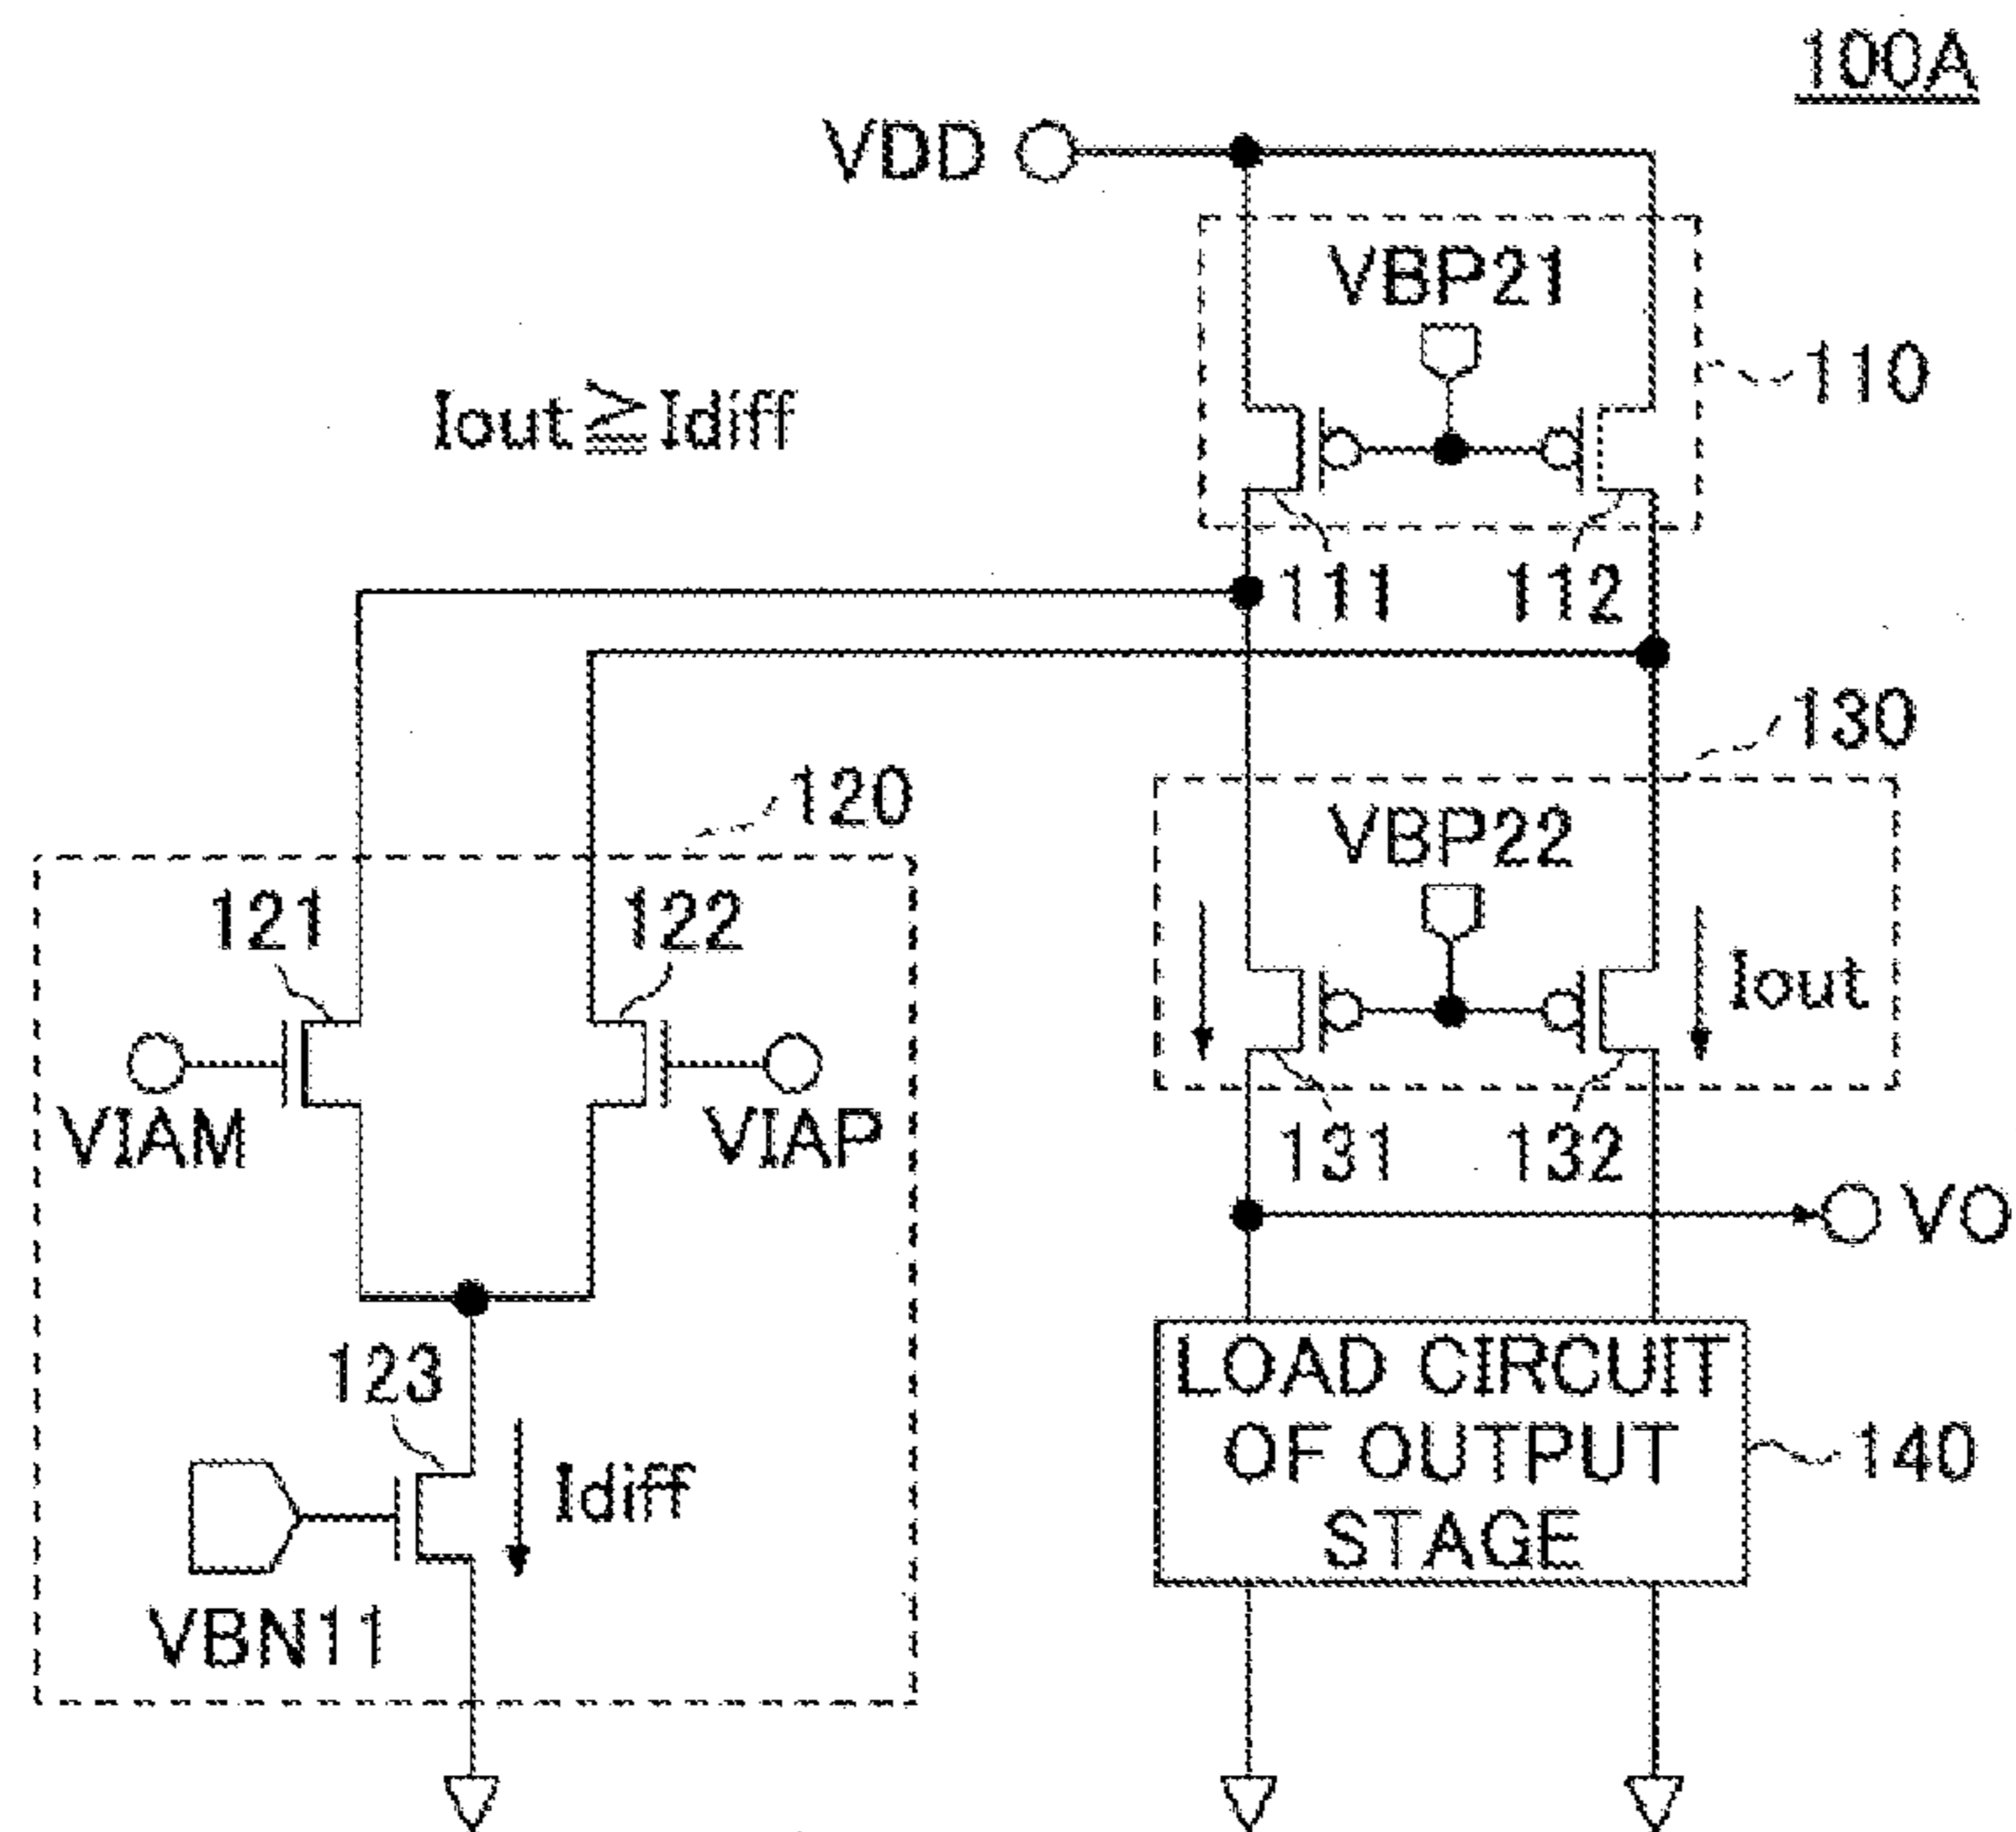 100A
VDD
VBP21
110
Iout≧Idiff
111
112
130
120
VBP22
121
122
Iout
VIAM
VIAP
131
132
VO
123
LOAD CIRCUIT
OF OUTPUT
STAGE
140
Idiff
VBN11